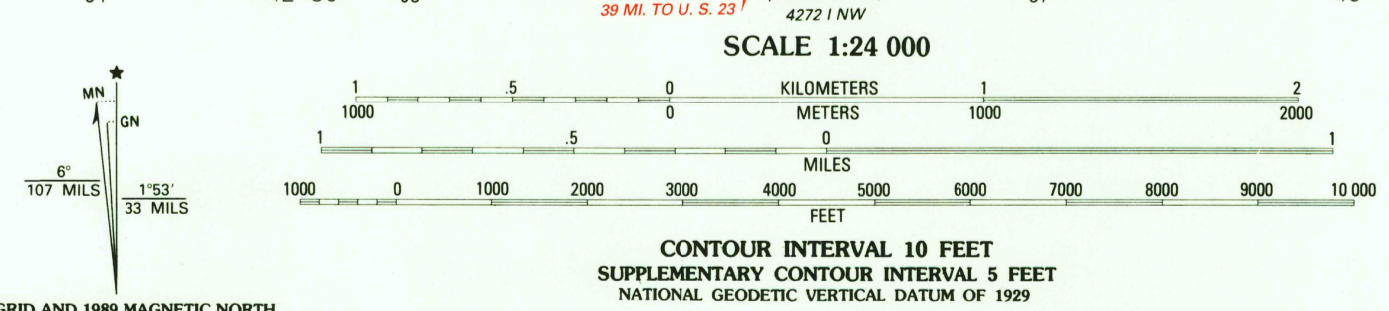 39 MI. TO U. S. 23
4272 I NW
SCALE 1:24 000
1 .5 0 KILOMETERS 1 2
1000 0 METERS 1000 2000
1 .5 0 1
MILES
1000 0 1000 2000 3000 4000 5000 6000 7000 8000 9000 10 000
FEET
MN
GN
6°
107 MILS
1°53′
33 MILS
CONTOUR INTERVAL 10 FEET
SUPPLEMENTARY CONTOUR INTERVAL 5 FEET
NATIONAL GEODETIC VERTICAL DATUM OF 1929
GRID AND 1989 MAGNETIC NORTH